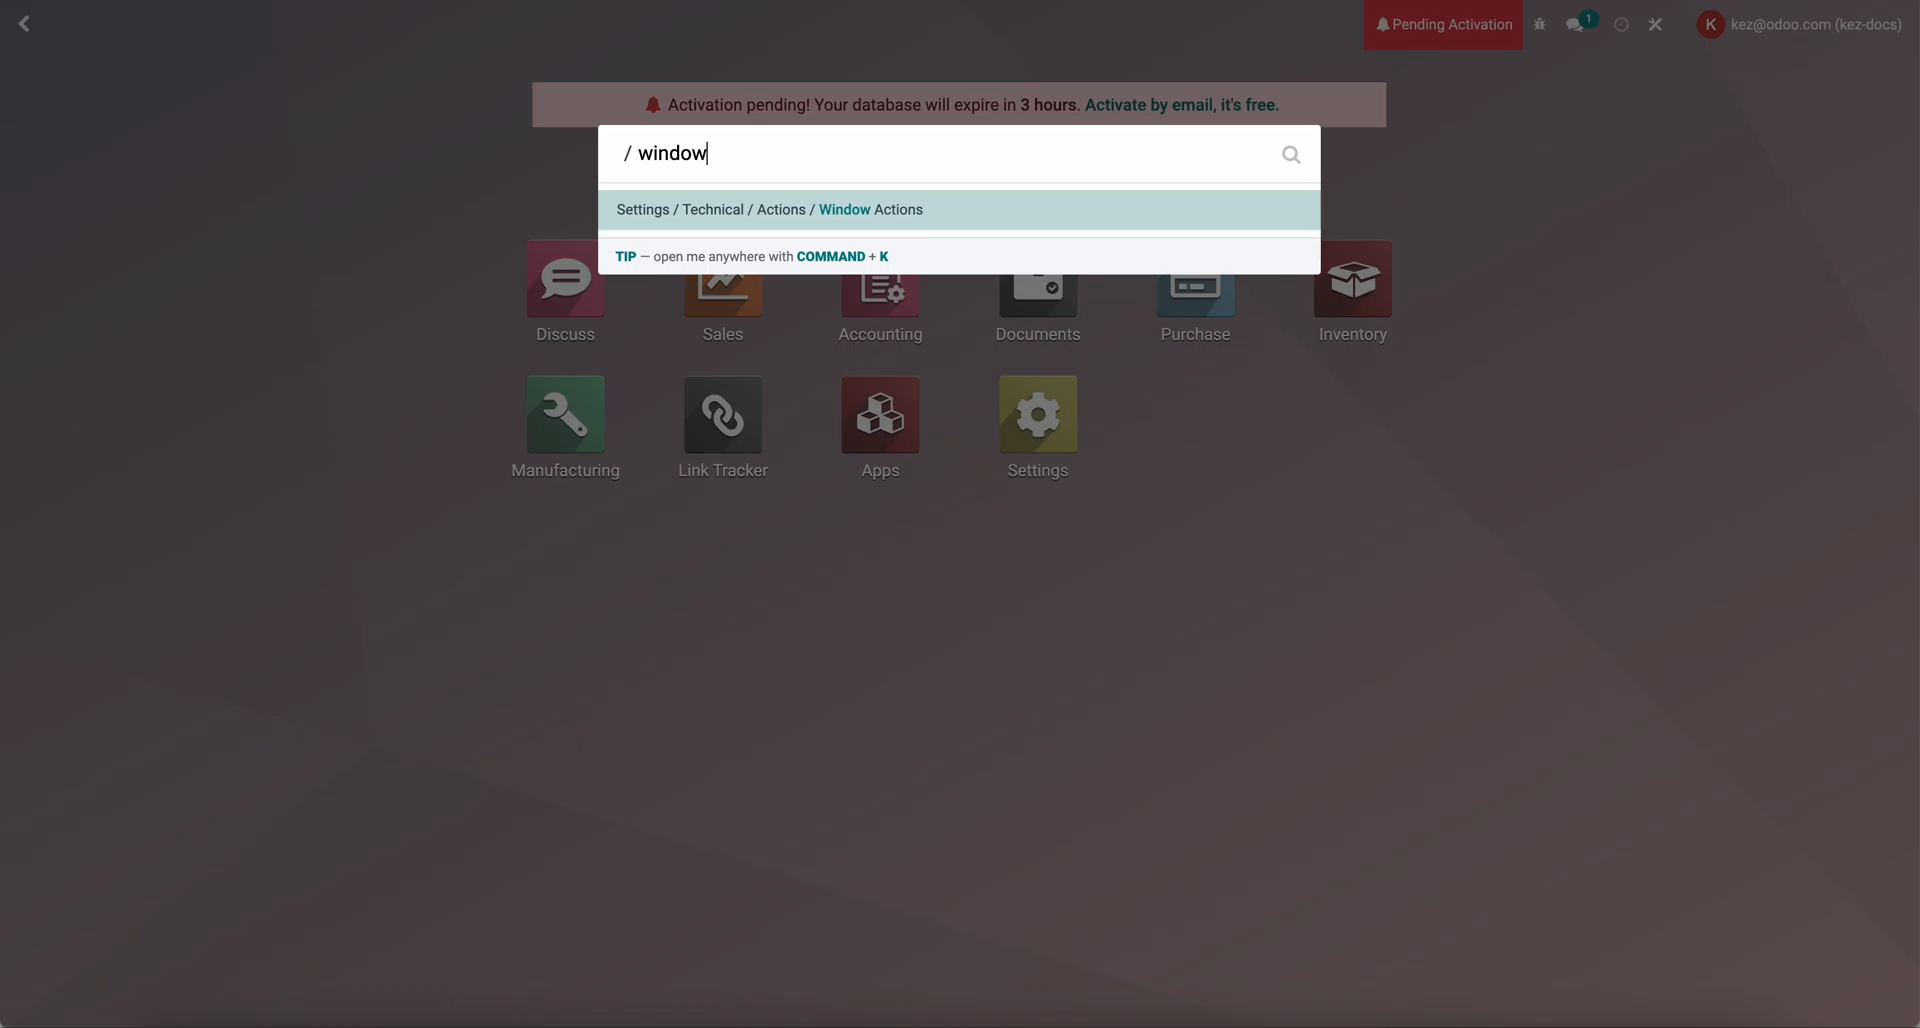 Pending Activation
1
K
kez@odoo.com (kez-docs)
Activation pending! Your database will expire in 3 hours. Activate by email, it's free.
/ window
Settings / Technical / Actions / Window Actions
TIP — open me anywhere with COMMAND + K
Discuss
Sales
Accounting
Documents
Purchase
Inventory
Manufacturing
Link Tracker
Apps
Settings